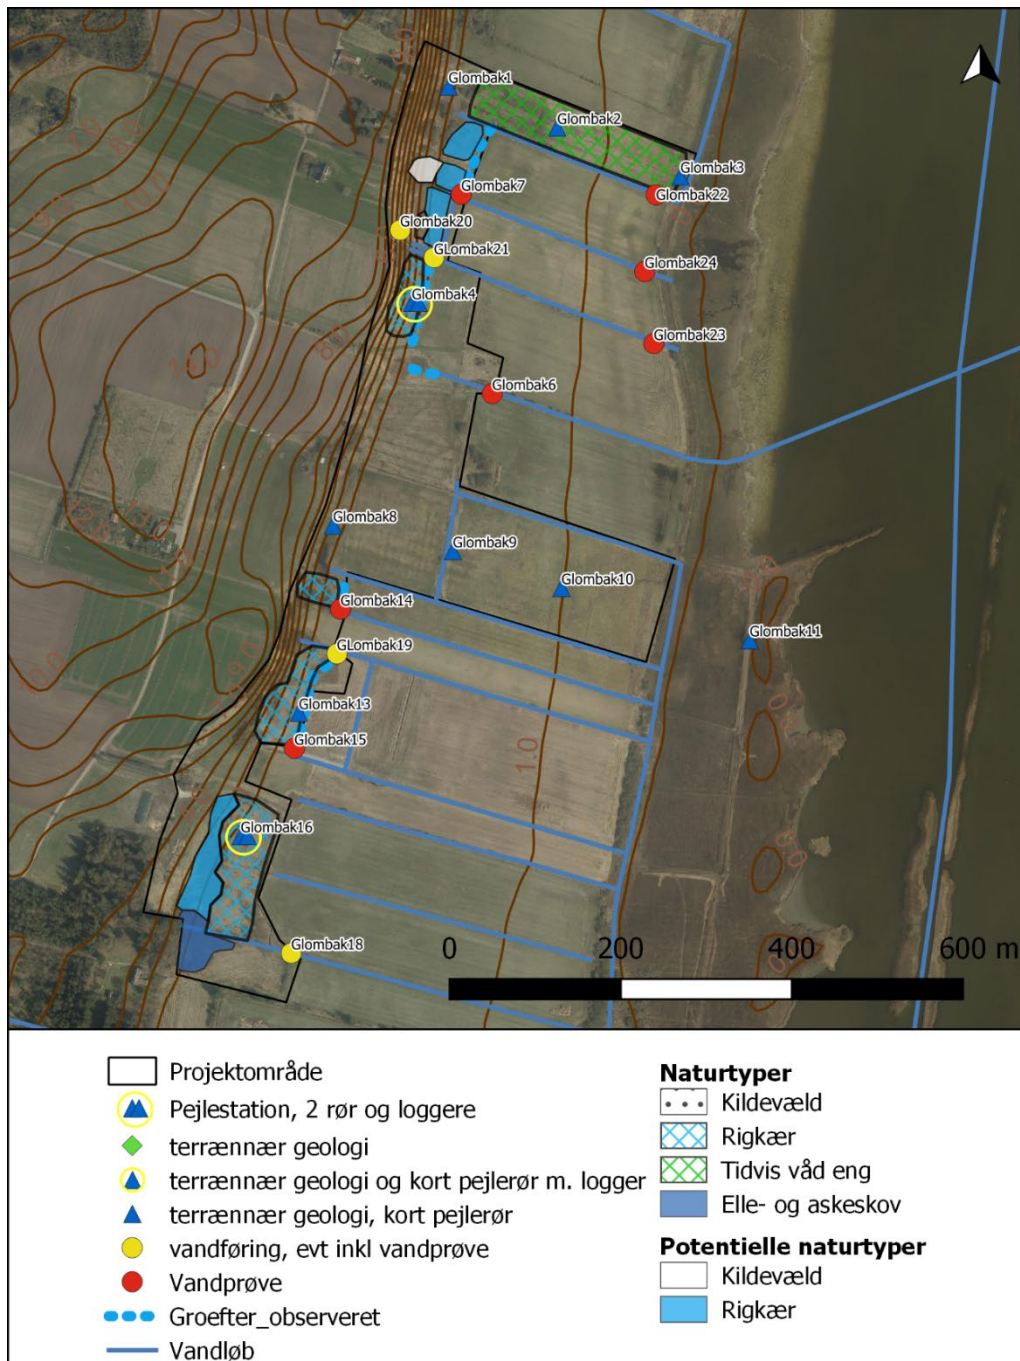 Glombak1
Glombak2
Glombak3
Glombak7
Glombak22
Glombak20
GLombak21
Glombak24
Glombak4
Glombak23
Glombak6
Glombak8
Glombak9
Glombak10
Glombak14
Glombak11
GLombak19
Glombak13
Glombak15
1.0
Glombak16
Glombak18
0 200 400 600 m
Projektområde
Pejlestation, 2 rør og loggere
terrænnær geologi
terrænnær geologi og kort pejlerør m. logger
terrænnær geologi, kort pejlerør
vandføring, evt inkl vandprøve
Vandprøve
Groefter_observeret
Vandløb
Naturtyper
Kildevæld
Rigkær
Tidvis våd eng
Elle- og askeskov
Potentielle naturtyper
Kildevæld
Rigkær